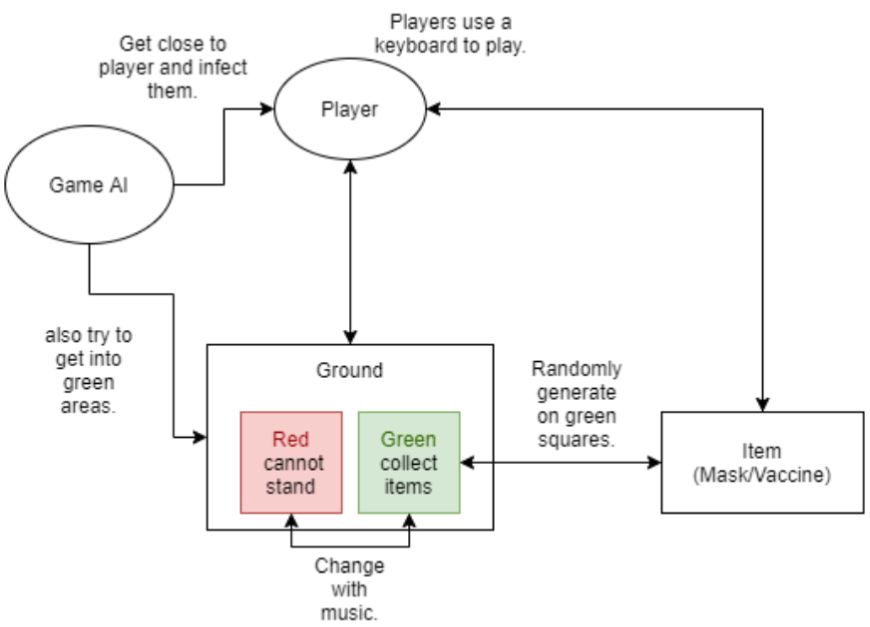 Players use a
keyboard to play.
Get close to
player and infect
them.
Player
Game AI
also try to
get into
green
areas.
Ground
Red
cannot
stand
Green
collect
items
Randomly
generate
on green
squares.
Item
(Mask/Vaccine)
Change
with
music.